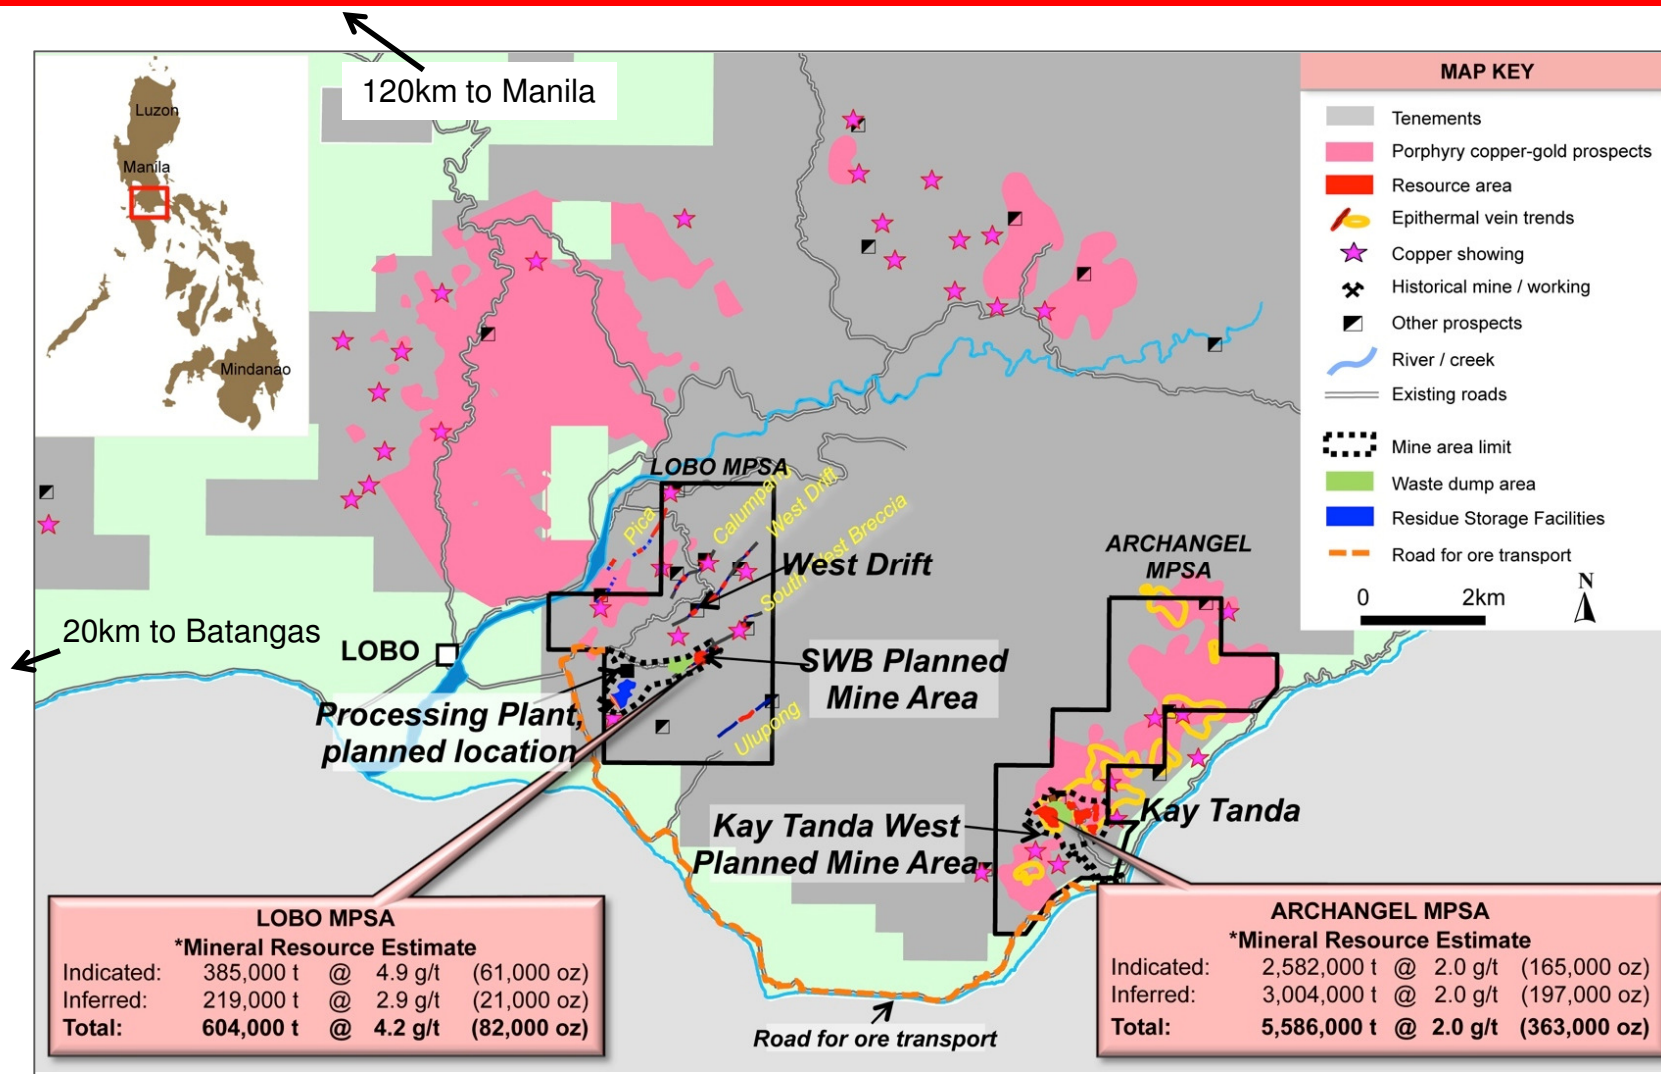 120km to Manila
Luzon
Manila
Mindanao
MAP KEY
Tenements
Porphyry copper-gold prospects
Resource area
Epithermal vein trends
Copper showing
Historical mine / working
Other prospects
River / creek
Existing roads
Mine area limit
Waste dump area
Residue Storage Facilities
Road for ore transport
0 2km
N
LOBO MPSA
Pica
Calumpang
West Drift
South West Breccia
West Drift
ARCHANGEL
MPSA
20km to Batangas
LOBO
SWB Planned
Mine Area
Processing Plant,
planned location
Ulupong
Kay Tanda West
Planned Mine Area
Kay Tanda
Road for ore transport
LOBO MPSA
*Mineral Resource Estimate
Indicated: 385,000 t @ 4.9 g/t (61,000 oz)
Inferred: 219,000 t @ 2.9 g/t (21,000 oz)
Total: 604,000 t @ 4.2 g/t (82,000 oz)
ARCHANGEL MPSA
*Mineral Resource Estimate
Indicated: 2,582,000 t @ 2.0 g/t (165,000 oz)
Inferred: 3,004,000 t @ 2.0 g/t (197,000 oz)
Total: 5,586,000 t @ 2.0 g/t (363,000 oz)